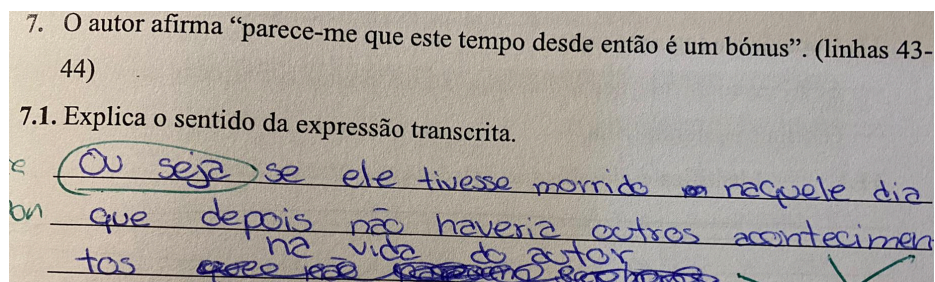 7. O autor afirma “parece-me que este tempo desde então é um bónus”. (linhas 43-
44)
7.1. Explica o sentido da expressão transcrita.
Ou seja se ele tivesse morrido naquele dia
que depois não haveria outros acontecimen
na vida do autor
tos